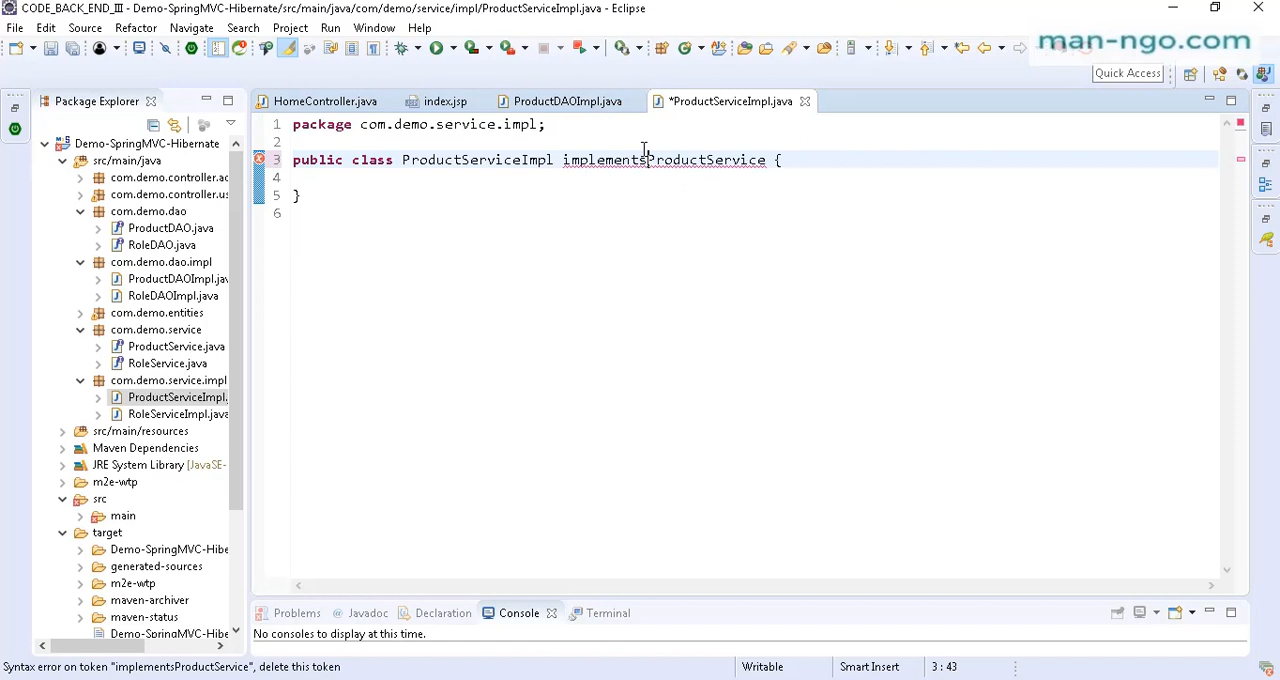 CODE_BACK_END_III - Demo-SpringMVC-Hibernate/src/main/java/com/demo/service/impl/ProductServiceImpl.java - Eclipse
File Edit Source Refactor Navigate Search Project Run Window Help
man-ngo.com
Quick Access
Package Explorer
HomeController.java
index.jsp
ProductDAOImpl.java
*ProductServiceImpl.java
Demo-SpringMVC-Hibernate
src/main/java
com.demo.controller.ac
com.demo.controller.us
com.demo.dao
ProductDAO.java
RoleDAO.java
com.demo.dao.impl
ProductDAOImpl.jav
RoleDAOImpl.java
com.demo.entities
com.demo.service
ProductService.java
RoleService.java
com.demo.service.impl
ProductServiceImpl.
RoleServiceImpl.java
src/main/resources
Maven Dependencies
JRE System Library [JavaSE-
m2e-wtp
src
main
target
Demo-SpringMVC-Hibe
generated-sources
m2e-wtp
maven-archiver
maven-status
Demo-SpringMVC-Hibe
1 package com.demo.service.impl;
2
3 public class ProductServiceImpl implementsProductService {
4
5 }
6
Problems
@ Javadoc
Declaration
Console
Terminal
No consoles to display at this time.
Syntax error on token "implementsProductService", delete this token
Writable
Smart Insert
3 : 43